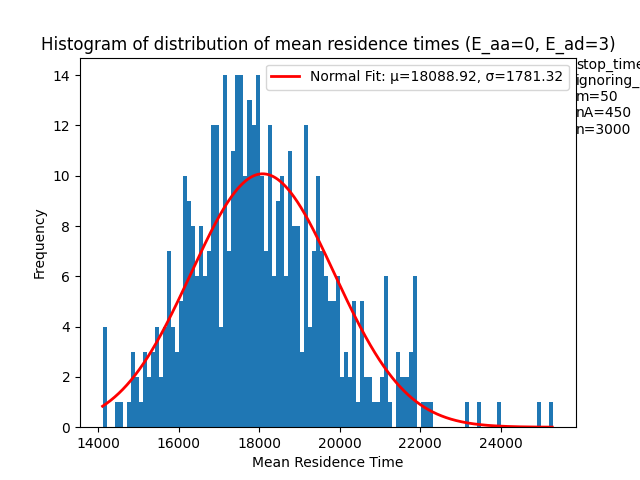 Histogram of distribution of mean residence times (E_aa=0, E_ad=3)
Normal Fit: μ=18088.92, σ=1781.32
stop_time
ignoring_
m=50
nA=450
n=3000
Frequency
14
12
10
8
6
4
2
0
14000 16000 18000 20000 22000 24000
Mean Residence Time